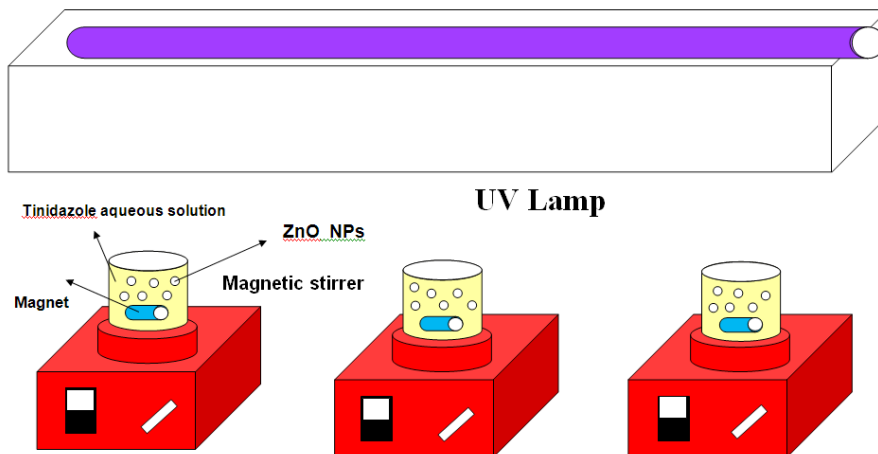 UV Lamp
Tinidazole aqueous solution
ZnO NPs
Magnetic stirrer
Magnet